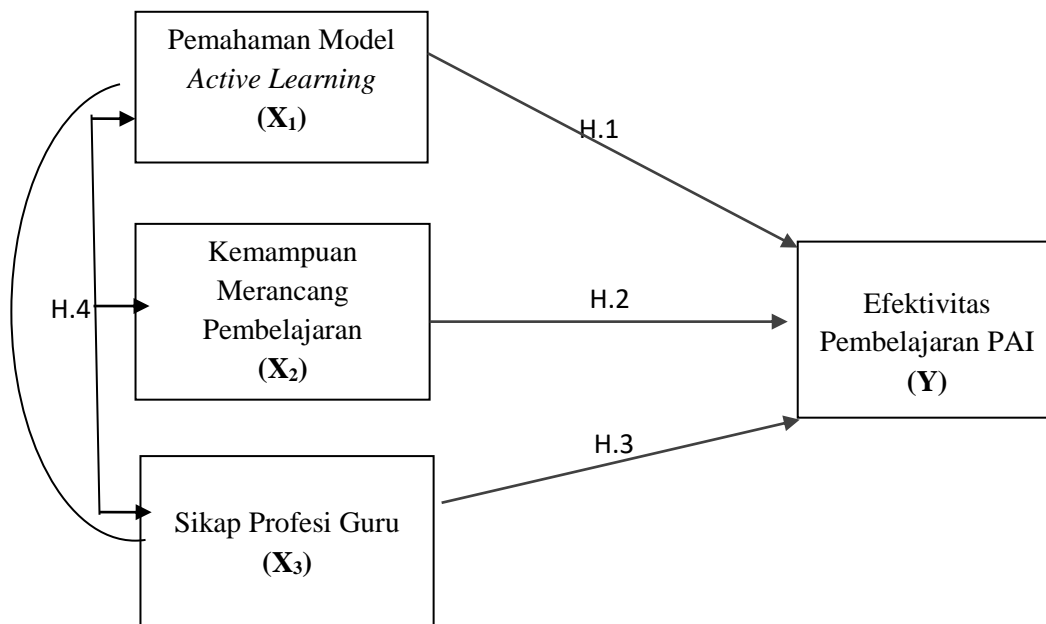 Pemahaman Model
Active Learning
(X₁)
H.1
Kemampuan
Merancang
Pembelajaran
(X₂)
H.4
H.2
Efektivitas
Pembelajaran PAI
(Y)
H.3
Sikap Profesi Guru
(X₃)